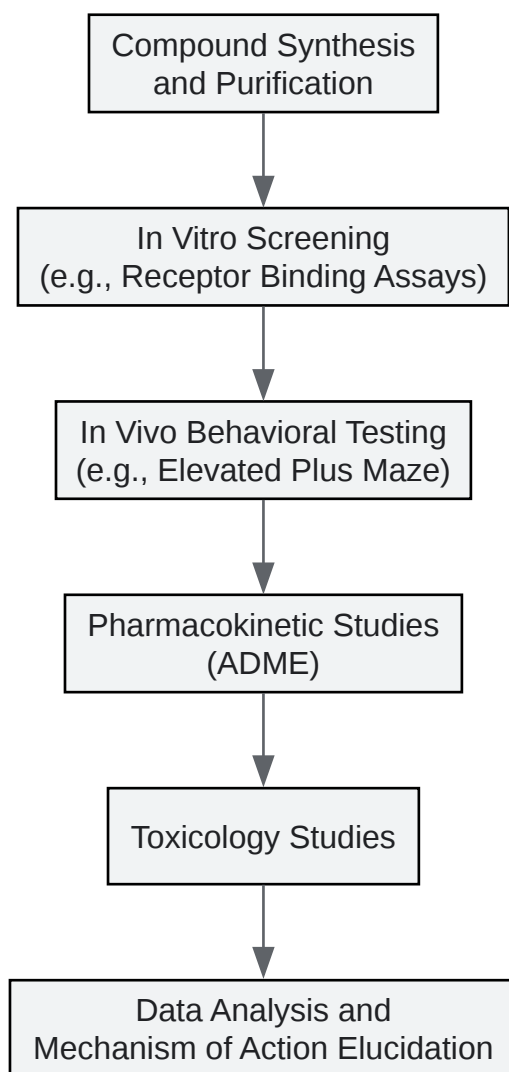 Compound Synthesis
and Purification
In Vitro Screening
(e.g., Receptor Binding Assays)
In Vivo Behavioral Testing
(e.g., Elevated Plus Maze)
Pharmacokinetic Studies
(ADME)
Toxicology Studies
Data Analysis and
Mechanism of Action Elucidation